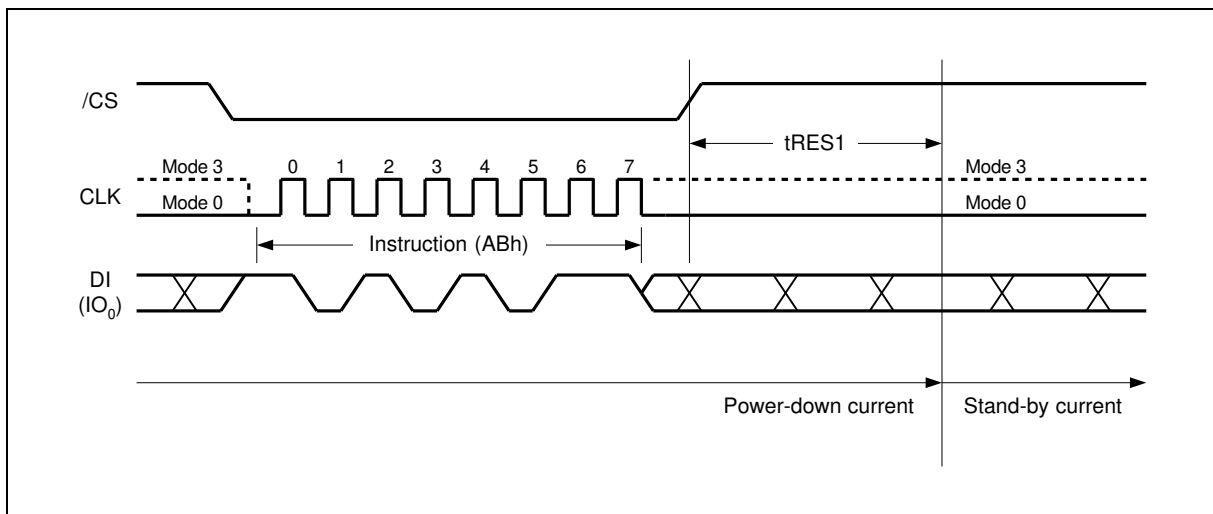 /CS
tRES1
Mode 3 0 1 2 3 4 5 6 7 Mode 3
CLK
Mode 0 Mode 0
Instruction (ABh)
DI
(IO0)
Power-down current Stand-by current